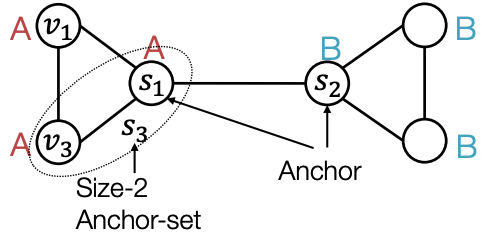 A v₁ A B B
s₁ s₂
A v₃ s₃ B
Anchor
Size-2
Anchor-set